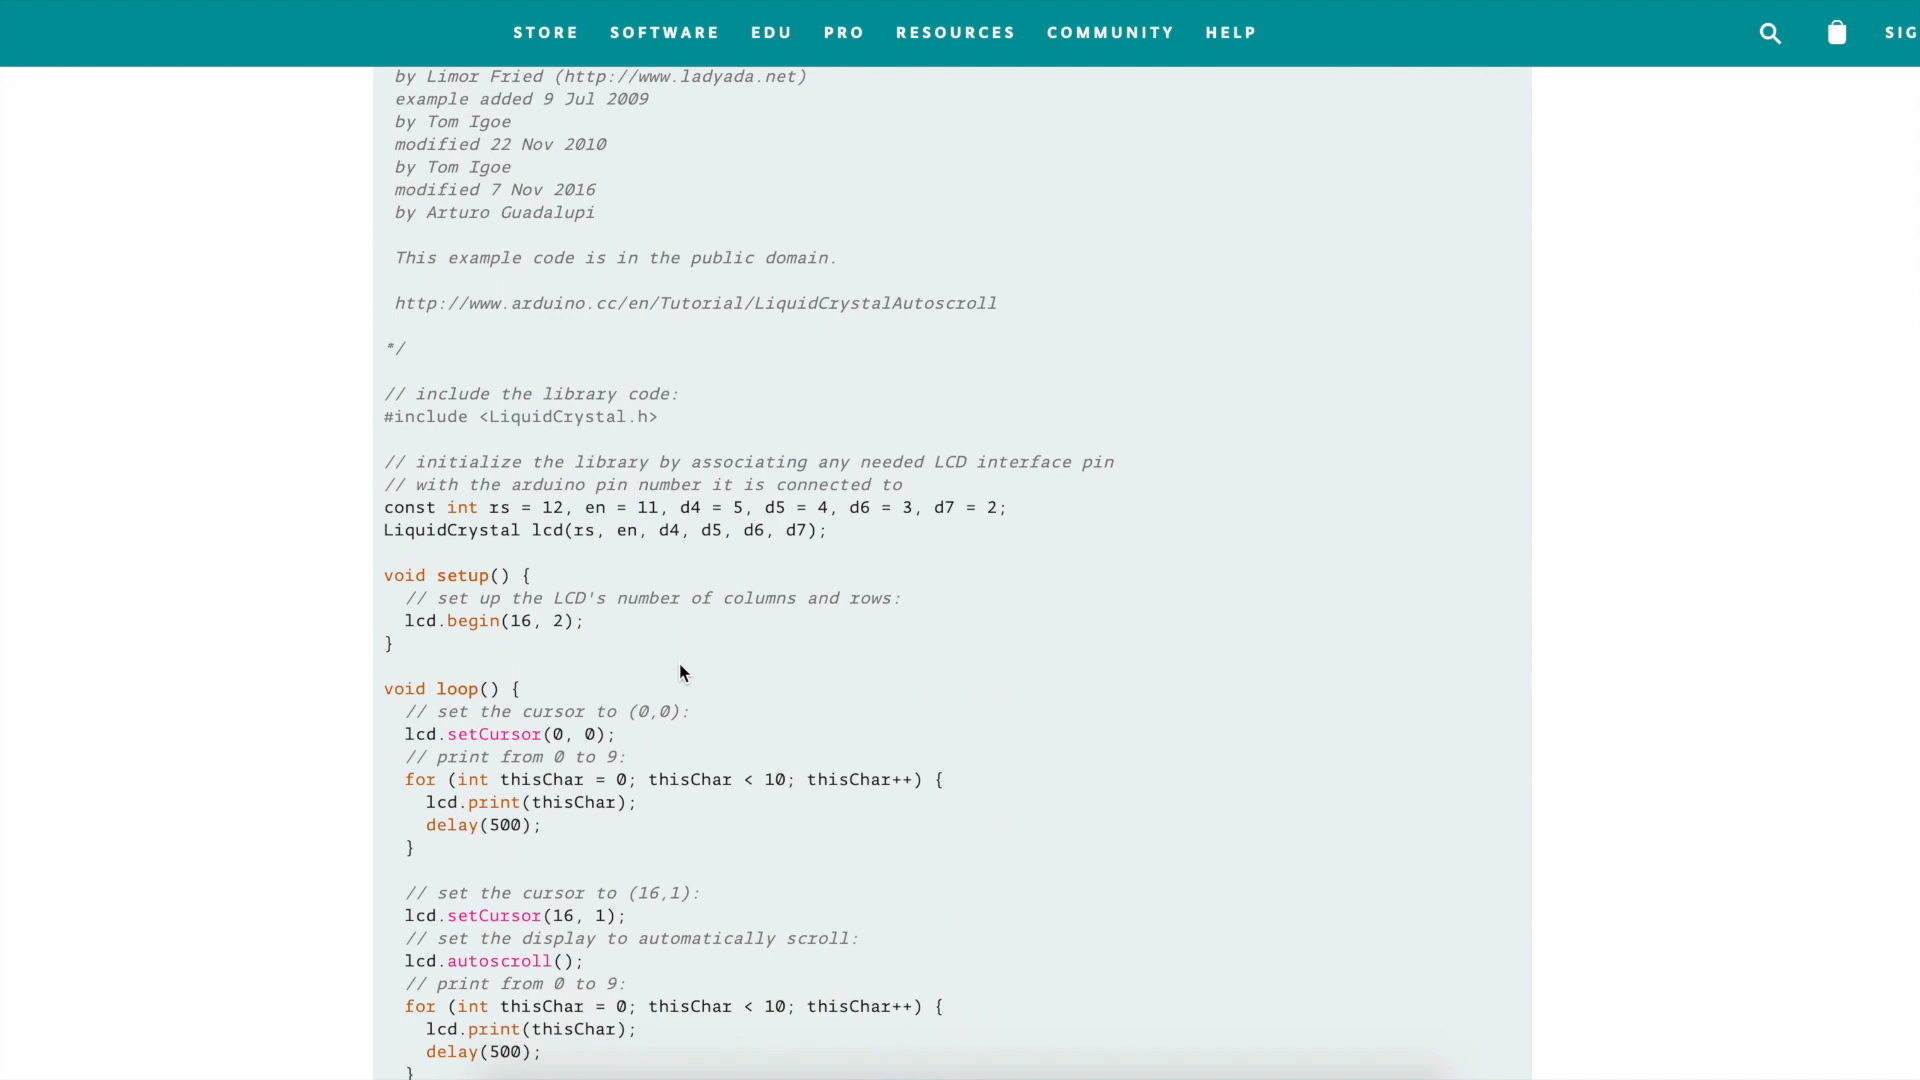 STORE SOFTWARE EDU PRO RESOURCES COMMUNITY HELP SIG
by Limor Fried (http://www.ladyada.net)
example added 9 Jul 2009
by Tom Igoe
modified 22 Nov 2010
by Tom Igoe
modified 7 Nov 2016
by Arturo Guadalupi
This example code is in the public domain.
http://www.arduino.cc/en/Tutorial/LiquidCrystalAutoscroll
*/
// include the library code:
#include <LiquidCrystal.h>
// initialize the library by associating any needed LCD interface pin
// with the arduino pin number it is connected to
const int rs = 12, en = 11, d4 = 5, d5 = 4, d6 = 3, d7 = 2;
LiquidCrystal lcd(rs, en, d4, d5, d6, d7);
void setup() {
  // set up the LCD's number of columns and rows:
  lcd.begin(16, 2);
}
void loop() {
  // set the cursor to (0,0):
  lcd.setCursor(0, 0);
  // print from 0 to 9:
  for (int thisChar = 0; thisChar < 10; thisChar++) {
    lcd.print(thisChar);
    delay(500);
  }
  // set the cursor to (16,1):
  lcd.setCursor(16, 1);
  // set the display to automatically scroll:
  lcd.autoscroll();
  // print from 0 to 9:
  for (int thisChar = 0; thisChar < 10; thisChar++) {
    lcd.print(thisChar);
    delay(500);
  }